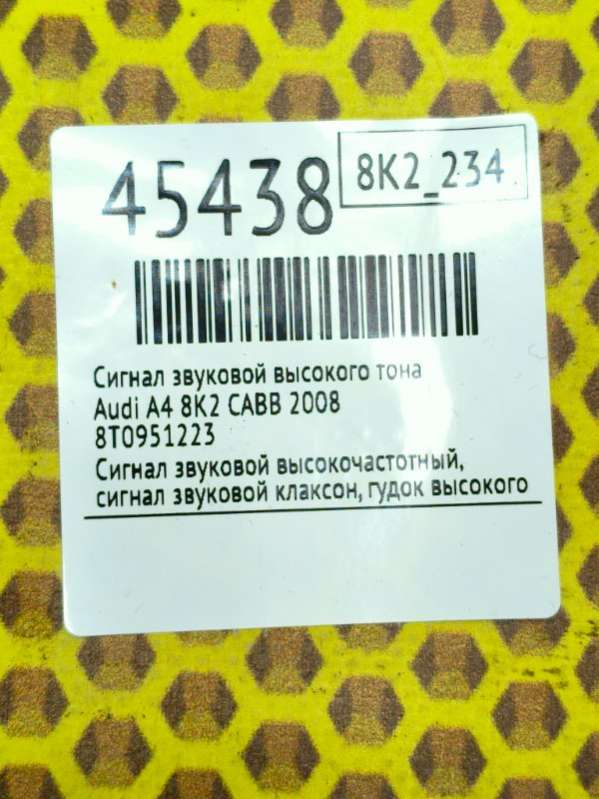 45438
8K2_234
Сигнал звуковой высокого тона
Audi A4 8K2 CABB 2008
8T0951223
Сигнал звуковой высокочастотный,
сигнал звуковой клаксон, гудок высокого